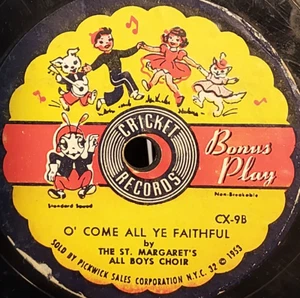 CRICKET
RECORDS
Bonus
Play
Standard Speed
Non-Breakable
CX-9B
O' COME ALL YE FAITHFUL
by
THE ST. MARGARET'S
ALL BOYS CHOIR
SOLD BY PICKWICK SALES CORPORATION N.Y.C. 32 © 1953